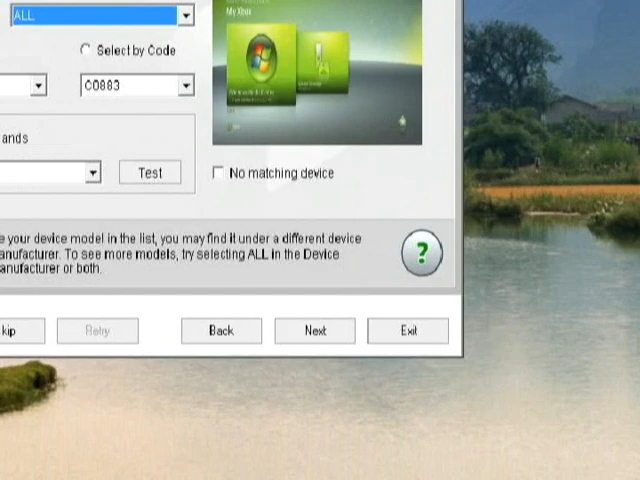 ALL
My Xbox
Select by Code
C0883
ands
Test
No matching device
e your device model in the list, you may find it under a different device
anufacturer. To see more models, try selecting ALL in the Device
anufacturer or both.
?
kip
Retry
Back
Next
Exit